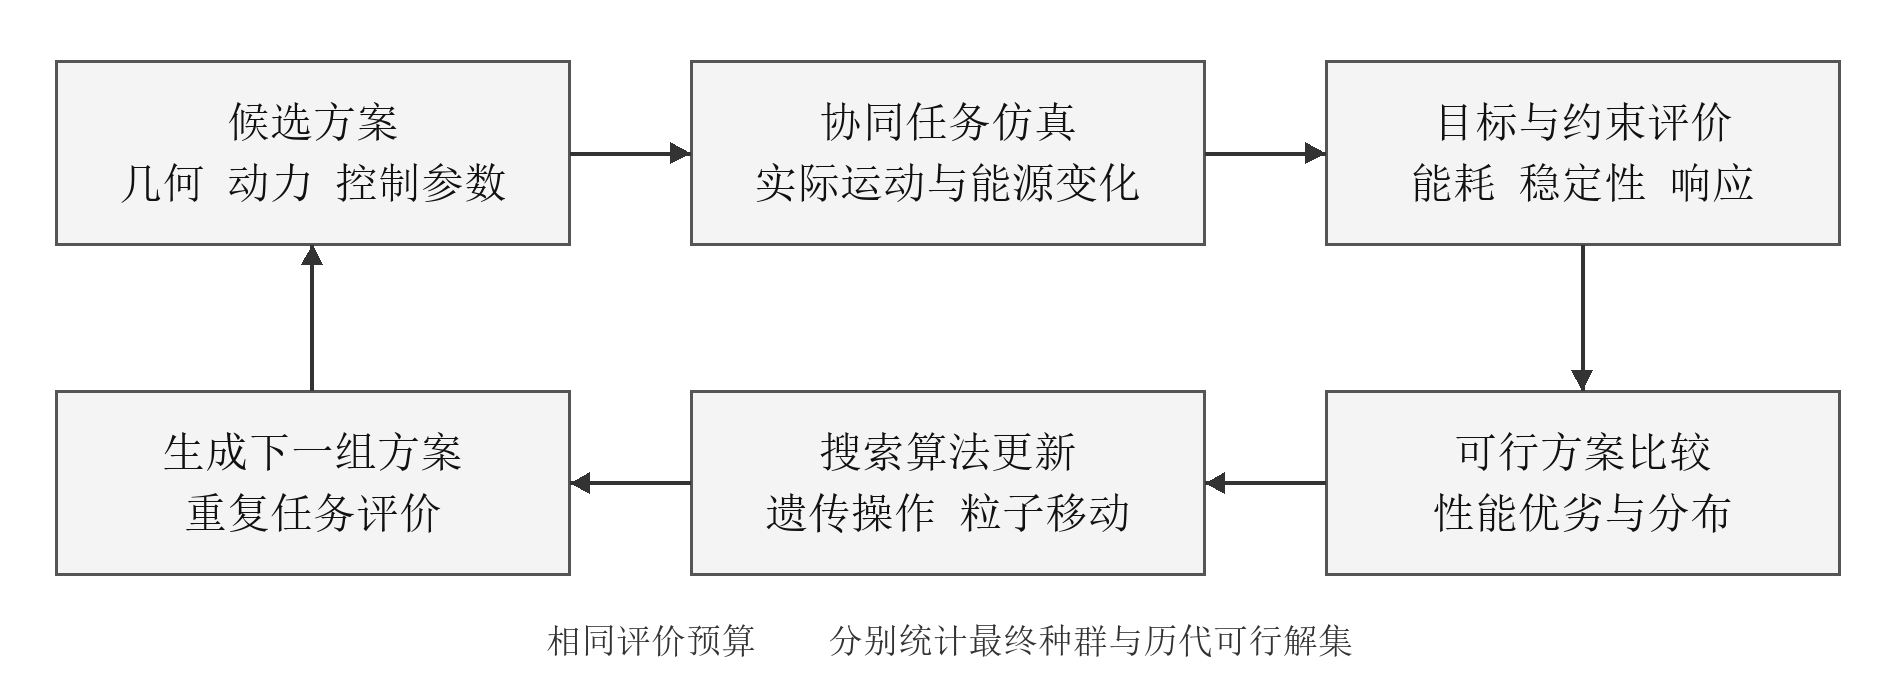 候选方案
几何 动力 控制参数
协同任务仿真
实际运动与能源变化
目标与约束评价
能耗 稳定性 响应
生成下一组方案
重复任务评价
搜索算法更新
遗传操作 粒子移动
可行方案比较
性能优劣与分布
相同评价预算 分别统计最终种群与历代可行解集